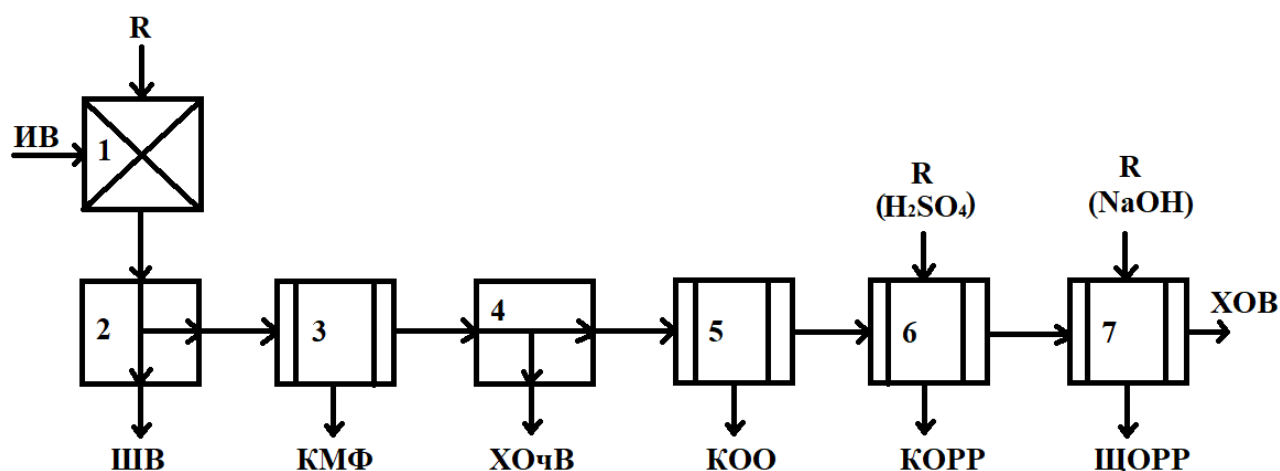 R
ИВ
1
R
(H₂SO₄)
R
(NaOH)
2
3
4
5
6
7
ХОВ
ШВ
КМФ
ХОчВ
КОО
КОРР
ЩОРР